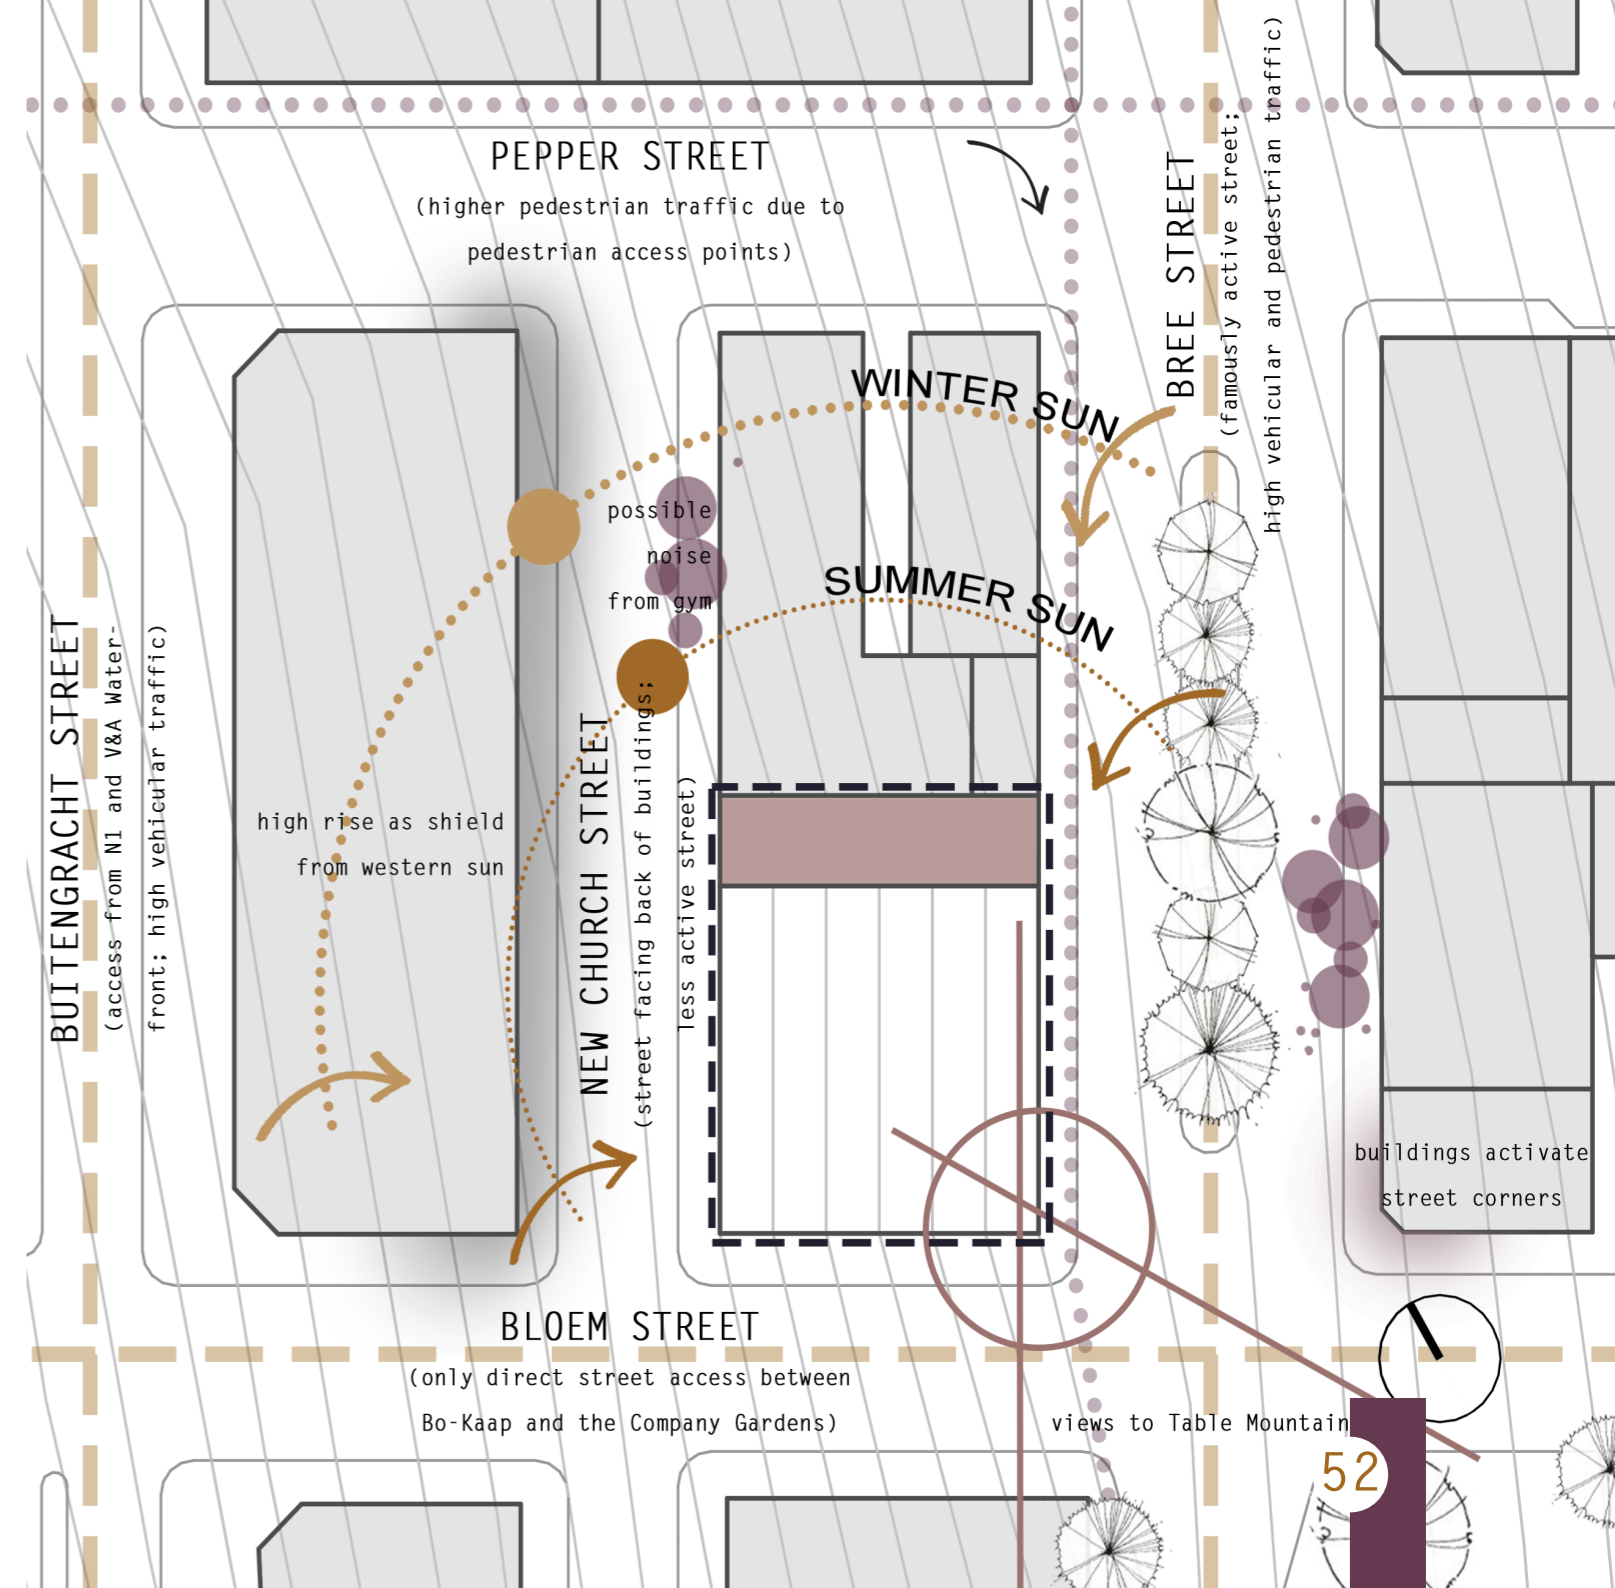 PEPPER STREET
(higher pedestrian traffic due to
pedestrian access points)
BREE STREET
(famously active street;
high vehicular and pedestrian traffic)
WINTER SUN
possible
noise
from gym
SUMMER SUN
BUITENGRACHT STREET
(access from N1 and V&A Water-
front; high vehicular traffic)
high rise as shield
from western sun
NEW CHURCH STREET
(street facing back of buildings;
less active street)
buildings activate
street corners
BLOEM STREET
(only direct street access between
Bo-Kaap and the Company Gardens)
views to Table Mountain
52